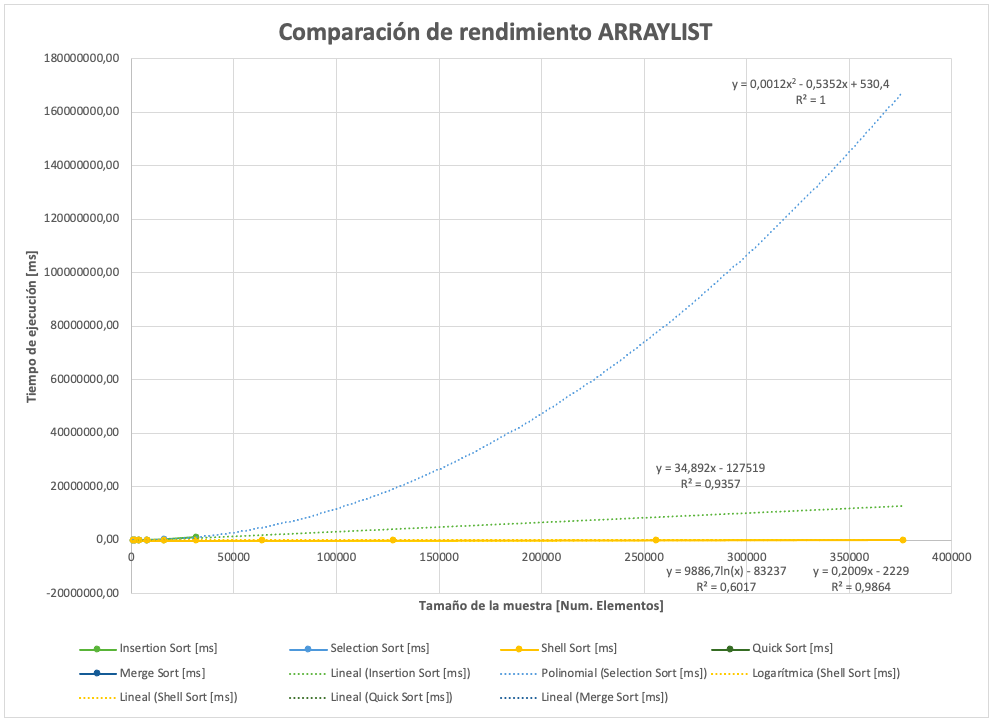 Comparación de rendimiento ARRAYLIST
180000000,00
160000000,00
140000000,00
120000000,00
100000000,00
80000000,00
60000000,00
40000000,00
20000000,00
0,00
-20000000,00
Tiempo de ejecución [ms]
y = 0,0012x² - 0,5352x + 530,4
R² = 1
y = 34,892x - 127519
R² = 0,9357
0 50000 100000 150000 200000 250000 300000 350000 400000
y = 9886,7ln(x) - 83237
R² = 0,6017
y = 0,2009x - 2229
R² = 0,9864
Tamaño de la muestra [Num. Elementos]
Insertion Sort [ms] Selection Sort [ms] Shell Sort [ms] Quick Sort [ms]
Merge Sort [ms] Lineal (Insertion Sort [ms]) Polinomial (Selection Sort [ms]) Logarítmica (Shell Sort [ms])
Lineal (Shell Sort [ms]) Lineal (Quick Sort [ms]) Lineal (Merge Sort [ms])